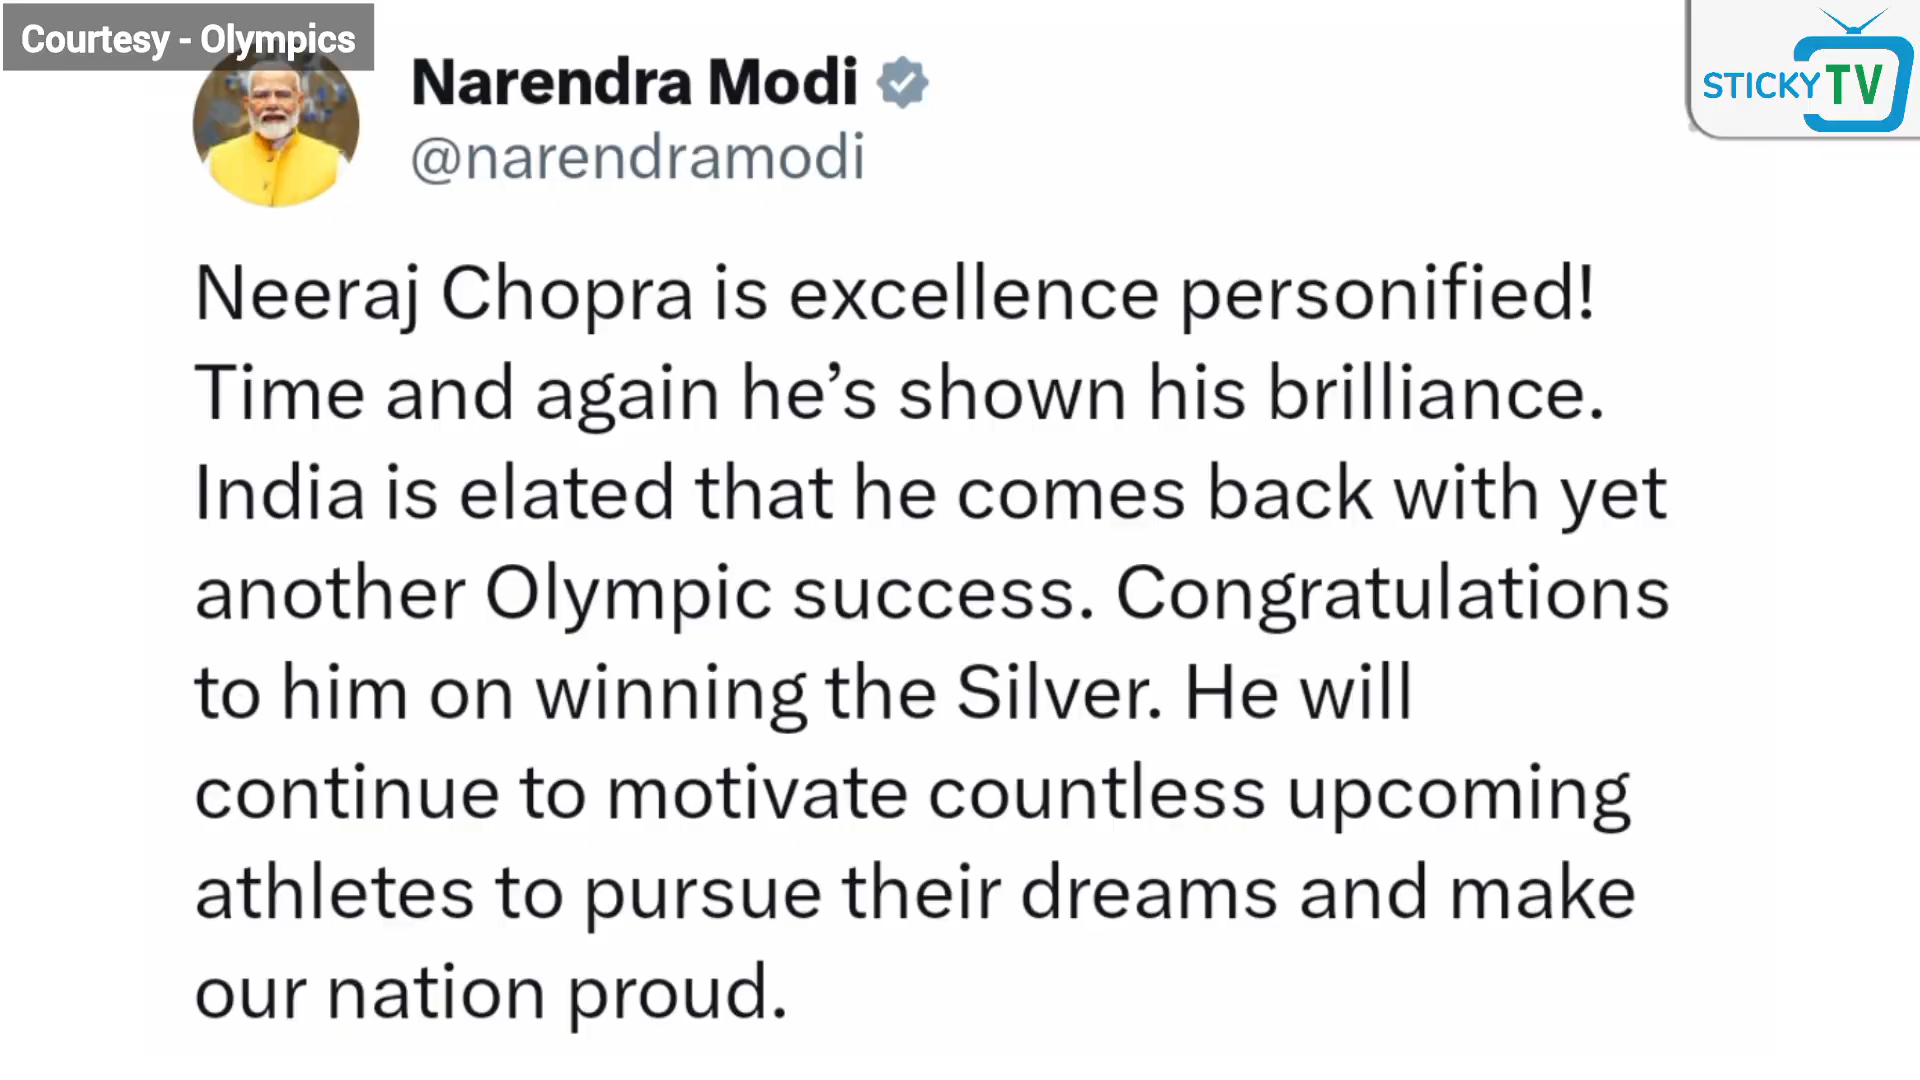 Courtesy - Olympics
STICKY TV
Narendra Modi
@narendramodi
Neeraj Chopra is excellence personified!
Time and again he’s shown his brilliance.
India is elated that he comes back with yet
another Olympic success. Congratulations
to him on winning the Silver. He will
continue to motivate countless upcoming
athletes to pursue their dreams and make
our nation proud.